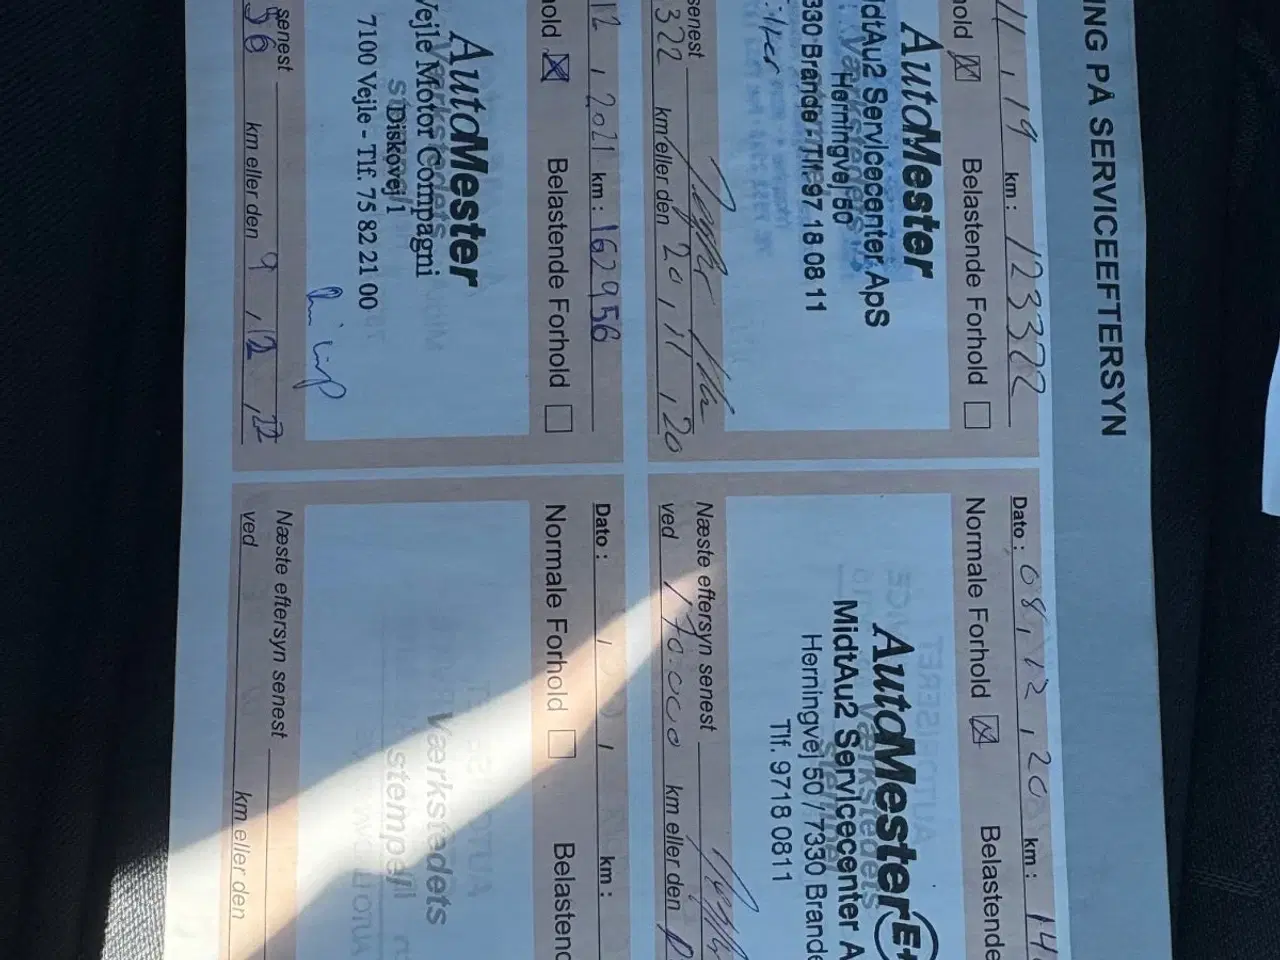 ING PÅ SERVICEEFTERSYN
11 , 19 km : 123322
hold ☒ Belastende Forhold ☐
AutoMester
MidtAu2 Servicecenter ApS
Herningvej 50
7330 Brande - Tlf. 97 18 08 11
senest
322 km eller den 20 , 11 , 20
Dato : 08 , 12 , 20 km : 14
Normale Forhold ☒ Belastende
AutoMester E+
MidtAu2 Servicecenter A
Herningvej 50 / 7330 Brande
Tlf. 9718 0811
Næste eftersyn senest
ved 170.000 km eller den
12 , 2021 km : 162956
hold ☒ Belastende Forhold ☐
AutoMester
Vejle Motor Compagni
Diskovej 1
7100 Vejle - Tlf. 75 82 21 00
senest
56 km eller den 9 , 12 , 22
Dato : , , km :
Normale Forhold ☐ Belastend
Værkstedets
stempel
Næste eftersyn senest
ved km eller den